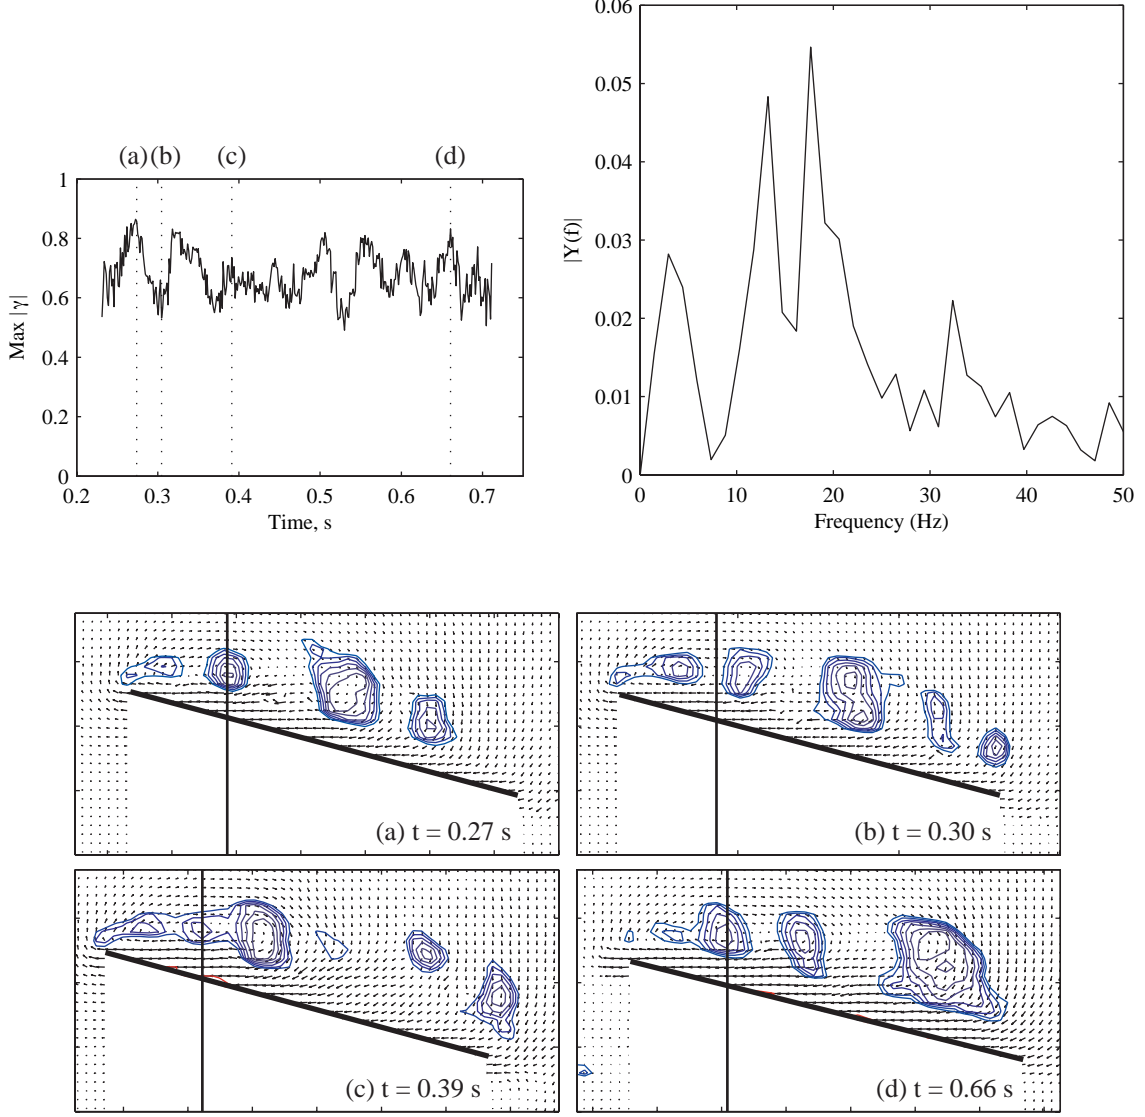 (a) (b) (c) (d)
1
0.8
0.6
0.4
0.2
0
Max |γ|
0.2 0.3 0.4 0.5 0.6 0.7
Time, s
0.06
0.05
0.04
0.03
0.02
0.01
0
|Y(f)|
0 10 20 30 40 50
Frequency (Hz)
(a) t = 0.27 s
(b) t = 0.30 s
(c) t = 0.39 s
(d) t = 0.66 s